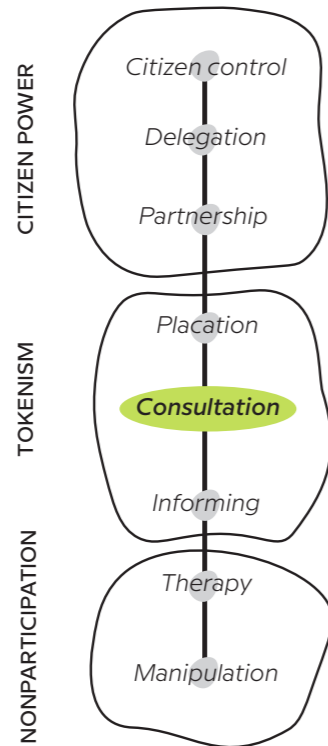 CITIZEN POWER
Citizen control
Delegation
Partnership
TOKENISM
Placation
Consultation
Informing
NONPARTICIPATION
Therapy
Manipulation